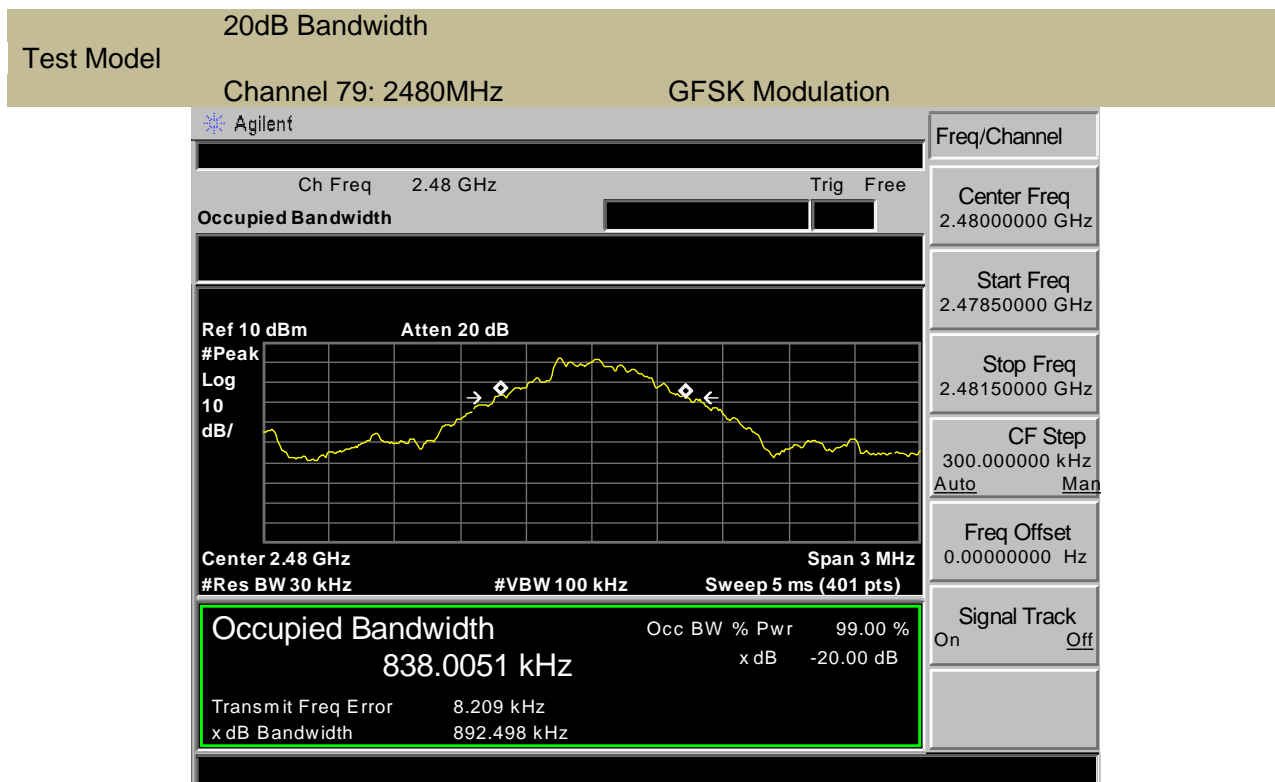 20dB Bandwidth
Test Model
Channel 79: 2480MHz GFSK Modulation
Agilent
Freq/Channel
Ch Freq 2.48 GHz Trig Free
Occupied Bandwidth
Center Freq
2.48000000 GHz
Start Freq
2.47850000 GHz
Stop Freq
2.48150000 GHz
CF Step
300.000000 kHz
Auto Man
Freq Offset
0.00000000 Hz
Signal Track
On Off
Ref 10 dBm Atten 20 dB
#Peak
Log
10
dB/
Center 2.48 GHz Span 3 MHz
#Res BW 30 kHz #VBW 100 kHz Sweep 5 ms (401 pts)
Occupied Bandwidth Occ BW % Pwr 99.00 %
838.0051 kHz x dB -20.00 dB
Transmit Freq Error 8.209 kHz
x dB Bandwidth 892.498 kHz